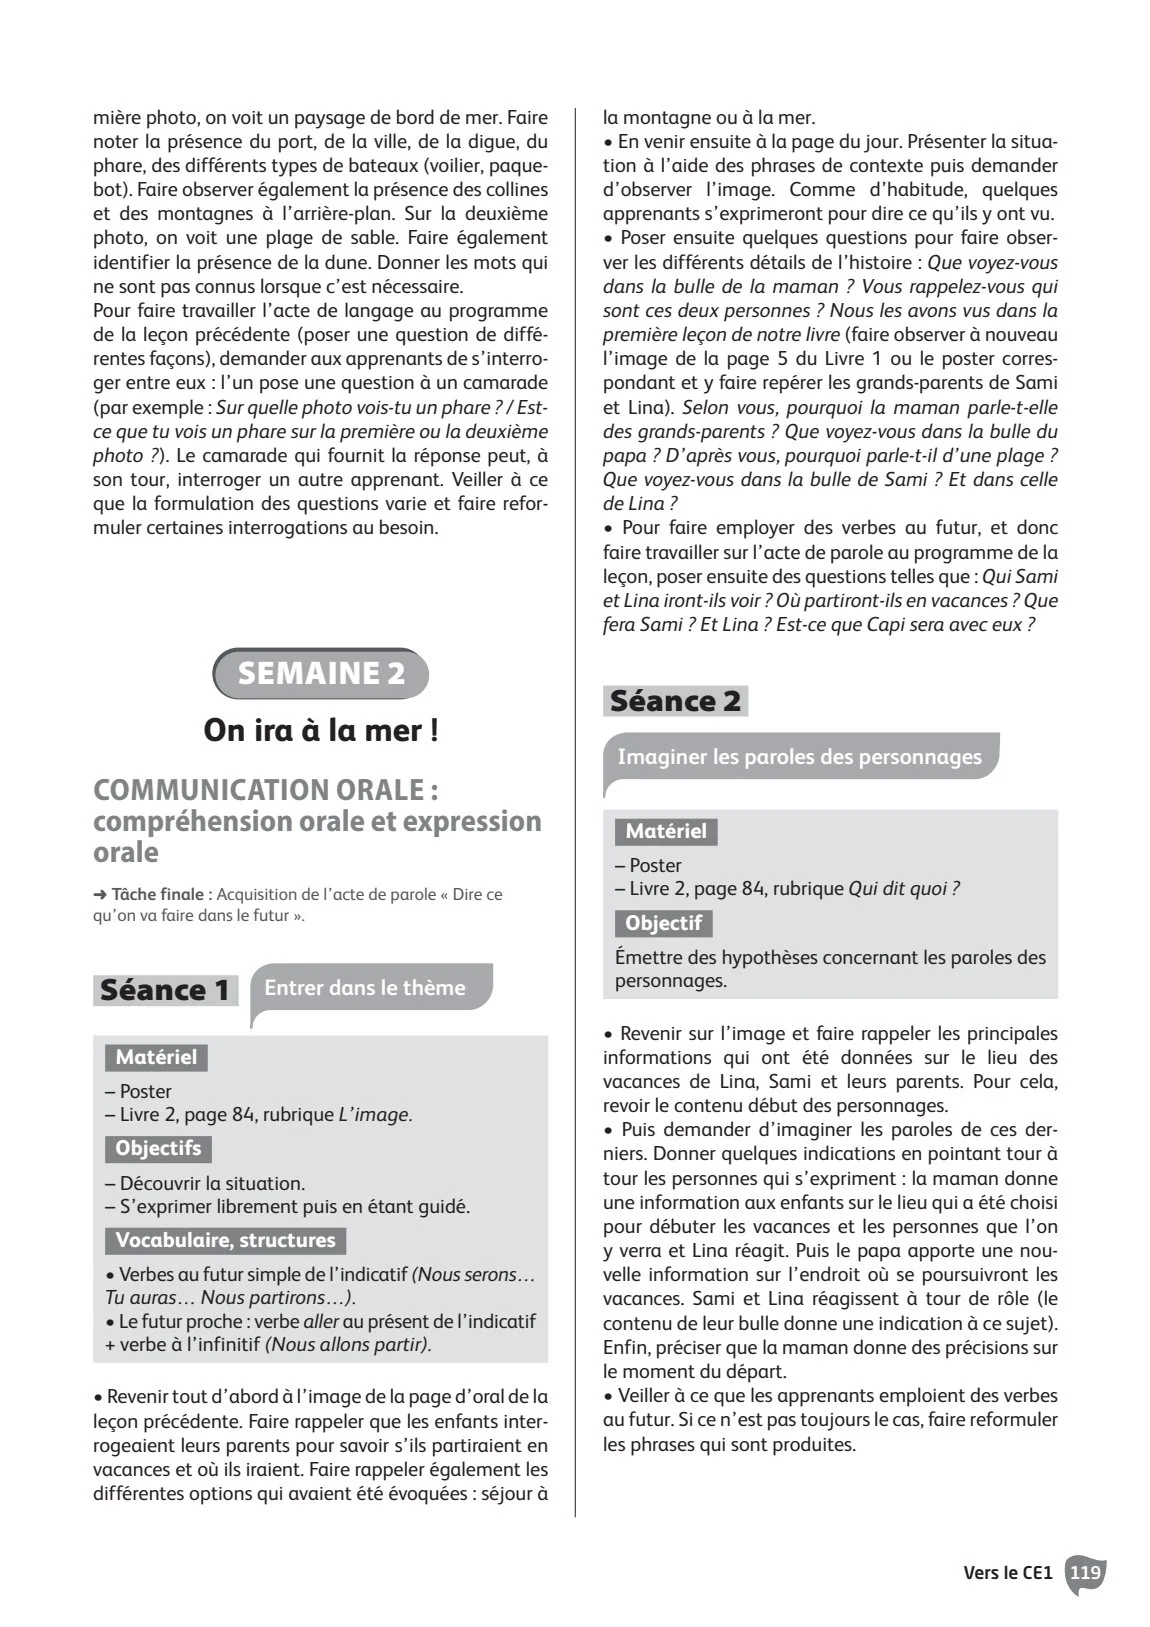 mière photo, on voit un paysage de bord de mer. Faire
noter la présence du port, de la ville, de la digue, du
phare, des différents types de bateaux (voilier, paque-
bot). Faire observer également la présence des collines
et des montagnes à l'arrière-plan. Sur la deuxième
photo, on voit une plage de sable. Faire également
identifier la présence de la dune. Donner les mots qui
ne sont pas connus lorsque c'est nécessaire.
Pour faire travailler l'acte de langage au programme
de la leçon précédente (poser une question de diffé-
rentes façons), demander aux apprenants de s'interro-
ger entre eux : l'un pose une question à un camarade
(par exemple : Sur quelle photo vois-tu un phare ? / Est-
ce que tu vois un phare sur la première ou la deuxième
photo ?). Le camarade qui fournit la réponse peut, à
son tour, interroger un autre apprenant. Veiller à ce
que la formulation des questions varie et faire refor-
muler certaines interrogations au besoin.
SEMAINE 2
On ira à la mer !
COMMUNICATION ORALE :
compréhension orale et expression
orale
➜ Tâche finale : Acquisition de l'acte de parole « Dire ce
qu'on va faire dans le futur ».
Séance 1 Entrer dans le thème
Matériel
– Poster
– Livre 2, page 84, rubrique L'image.
Objectifs
– Découvrir la situation.
– S'exprimer librement puis en étant guidé.
Vocabulaire, structures
• Verbes au futur simple de l'indicatif (Nous serons…
Tu auras… Nous partirons…).
• Le futur proche : verbe aller au présent de l'indicatif
+ verbe à l'infinitif (Nous allons partir).
• Revenir tout d'abord à l'image de la page d'oral de la
leçon précédente. Faire rappeler que les enfants inter-
rogeaient leurs parents pour savoir s'ils partiraient en
vacances et où ils iraient. Faire rappeler également les
différentes options qui avaient été évoquées : séjour à
la montagne ou à la mer.
• En venir ensuite à la page du jour. Présenter la situa-
tion à l'aide des phrases de contexte puis demander
d'observer l'image. Comme d'habitude, quelques
apprenants s'exprimeront pour dire ce qu'ils y ont vu.
• Poser ensuite quelques questions pour faire obser-
ver les différents détails de l'histoire : Que voyez-vous
dans la bulle de la maman ? Vous rappelez-vous qui
sont ces deux personnes ? Nous les avons vus dans la
première leçon de notre livre (faire observer à nouveau
l'image de la page 5 du Livre 1 ou le poster corres-
pondant et y faire repérer les grands-parents de Sami
et Lina). Selon vous, pourquoi la maman parle-t-elle
des grands-parents ? Que voyez-vous dans la bulle du
papa ? D'après vous, pourquoi parle-t-il d'une plage ?
Que voyez-vous dans la bulle de Sami ? Et dans celle
de Lina ?
• Pour faire employer des verbes au futur, et donc
faire travailler sur l'acte de parole au programme de la
leçon, poser ensuite des questions telles que : Qui Sami
et Lina iront-ils voir ? Où partiront-ils en vacances ? Que
fera Sami ? Et Lina ? Est-ce que Capi sera avec eux ?
Séance 2
Imaginer les paroles des personnages
Matériel
– Poster
– Livre 2, page 84, rubrique Qui dit quoi ?
Objectif
Émettre des hypothèses concernant les paroles des
personnages.
• Revenir sur l'image et faire rappeler les principales
informations qui ont été données sur le lieu des
vacances de Lina, Sami et leurs parents. Pour cela,
revoir le contenu début des personnages.
• Puis demander d'imaginer les paroles de ces der-
niers. Donner quelques indications en pointant tour à
tour les personnes qui s'expriment : la maman donne
une information aux enfants sur le lieu qui a été choisi
pour débuter les vacances et les personnes que l'on
y verra et Lina réagit. Puis le papa apporte une nou-
velle information sur l'endroit où se poursuivront les
vacances. Sami et Lina réagissent à tour de rôle (le
contenu de leur bulle donne une indication à ce sujet).
Enfin, préciser que la maman donne des précisions sur
le moment du départ.
• Veiller à ce que les apprenants emploient des verbes
au futur. Si ce n'est pas toujours le cas, faire reformuler
les phrases qui sont produites.
Vers le CE1 119